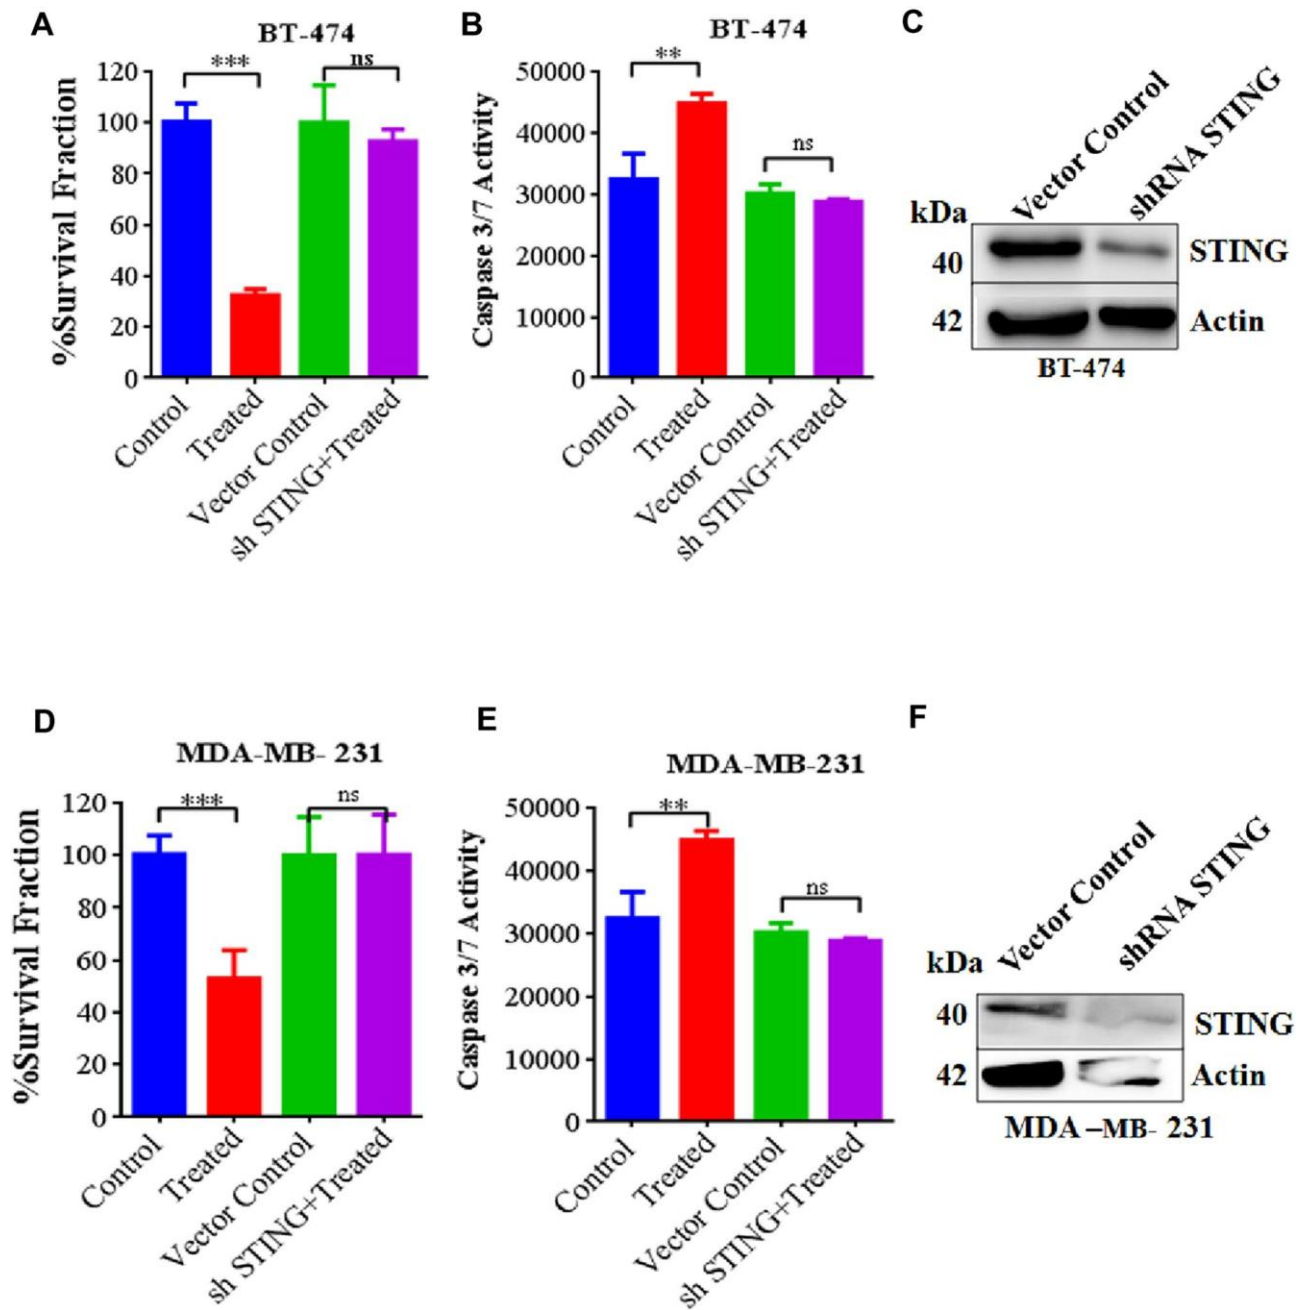 A
BT-474
%Survival Fraction
120
100
80
60
40
20
0
***
ns
Control
Treated
Vector Control
sh STING+Treated
B
BT-474
Caspase 3/7 Activity
50000
40000
30000
20000
10000
0
**
ns
Control
Treated
Vector Control
sh STING+Treated
C
Vector Control
shRNA STING
kDa
40
STING
42
Actin
BT-474
D
MDA-MB- 231
%Survival Fraction
120
100
80
60
40
20
0
***
ns
Control
Treated
Vector Control
sh STING+Treated
E
MDA-MB-231
Caspase 3/7 Activity
50000
40000
30000
20000
10000
0
**
ns
Control
Treated
Vector Control
sh STING+Treated
F
Vector Control
shRNA STING
kDa
40
STING
42
Actin
MDA –MB- 231